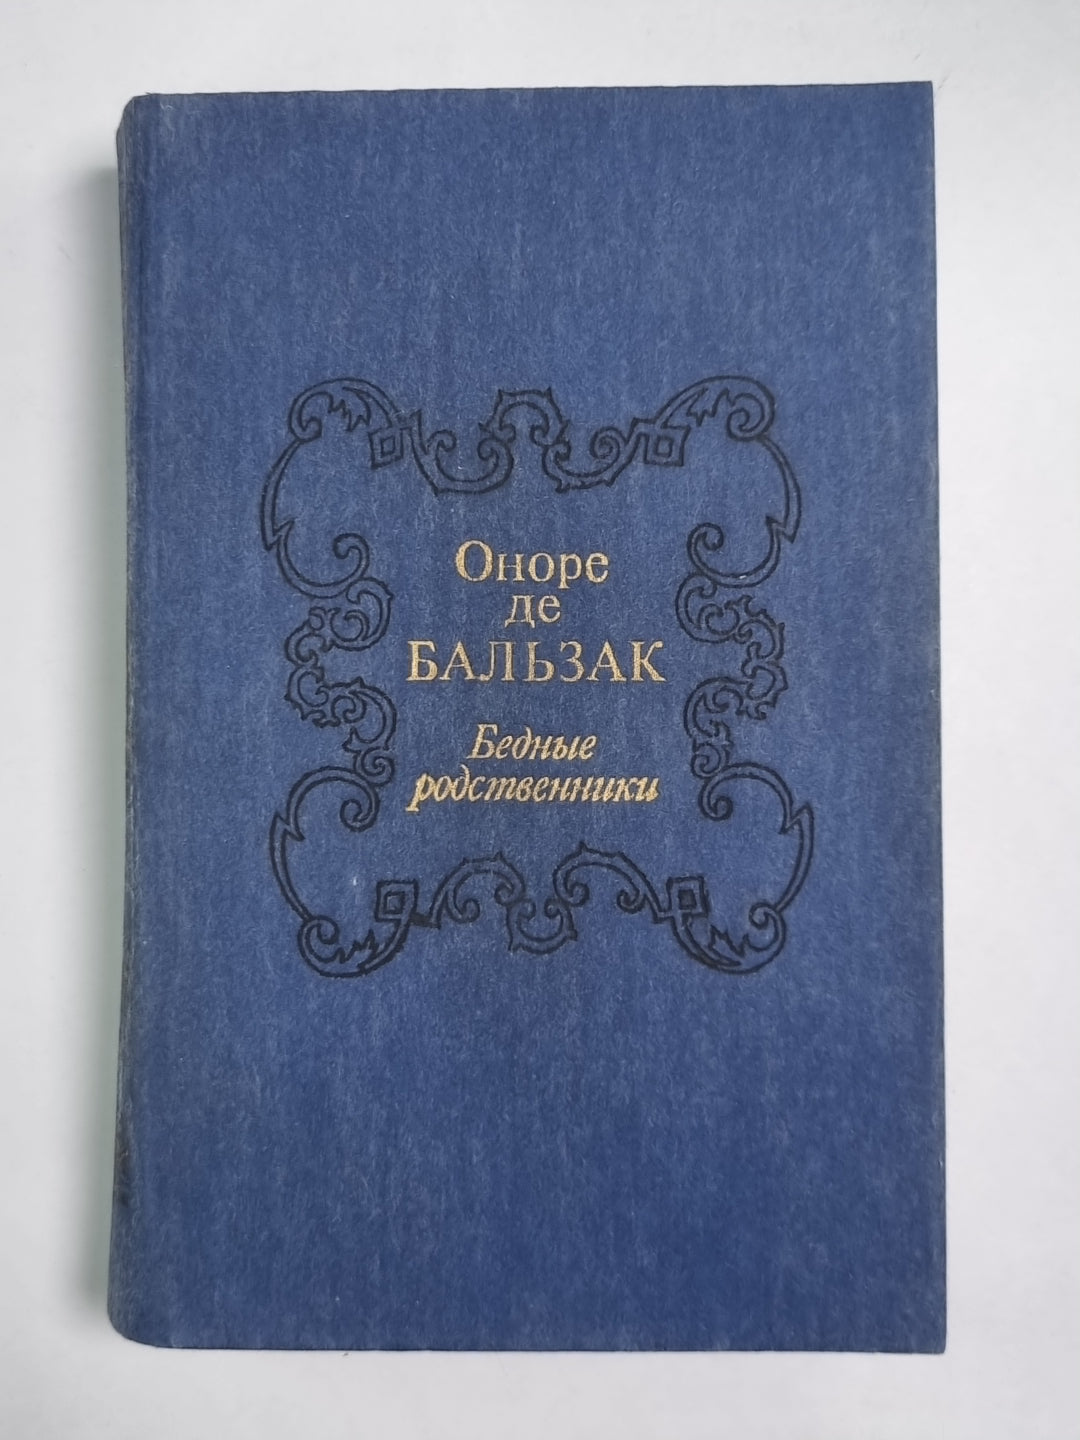 Оноре
де
БАЛЬЗАК
Бедные
родственники